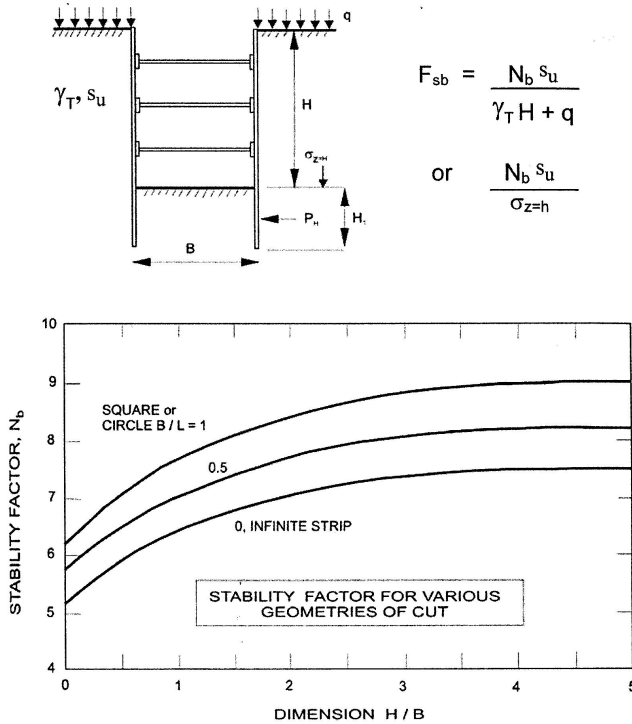 q
γT, su
H
σz=H
PH
H1
B
Fsb = Nb su
γT H + q
or Nb su
σz=h
10
9
8
7
6
5
4
STABILITY FACTOR, Nb
SQUARE or
CIRCLE B / L = 1
0.5
0, INFINITE STRIP
STABILITY FACTOR FOR VARIOUS
GEOMETRIES OF CUT
0 1 2 3 4 5
DIMENSION H / B